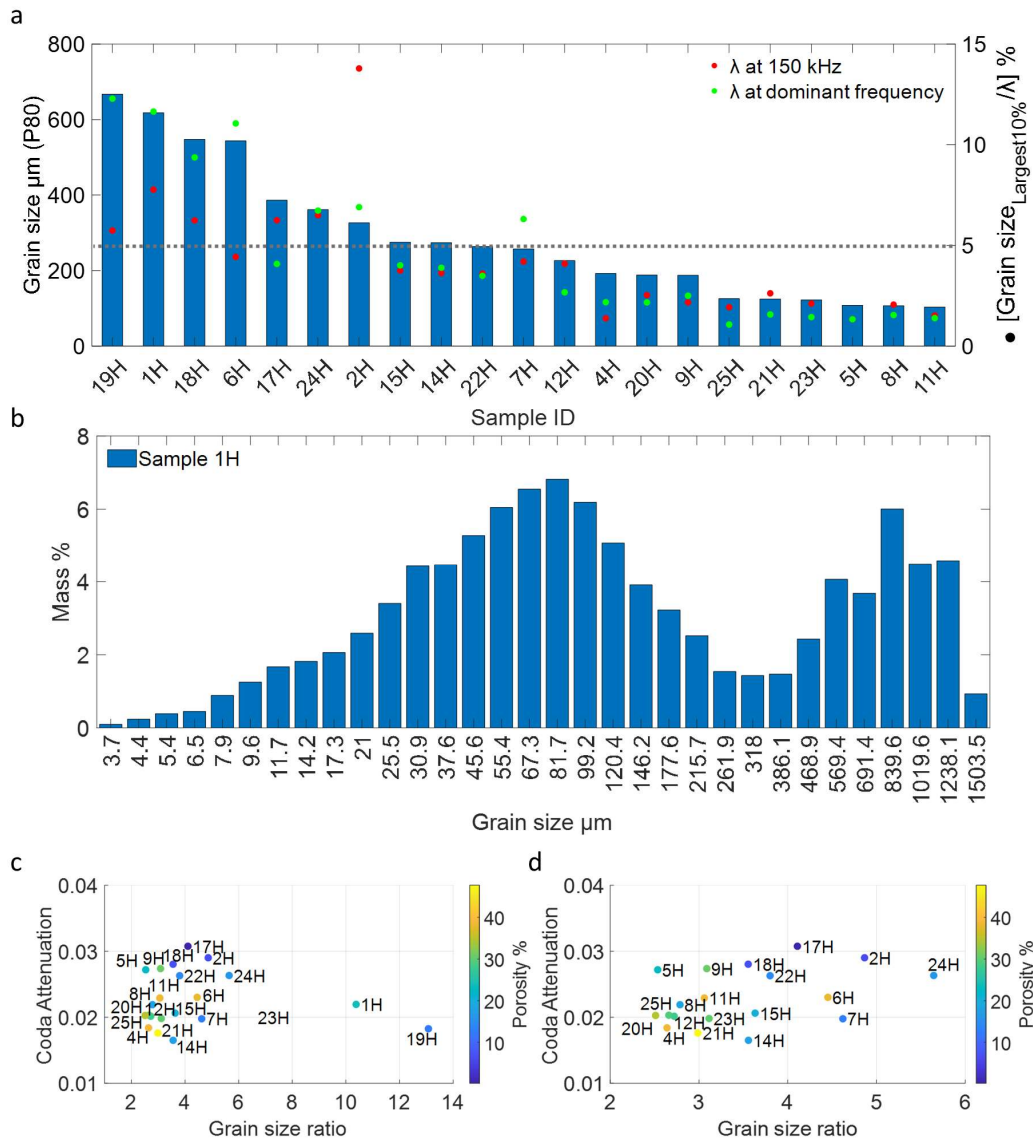 a
800
600
400
200
0
Grain size µm (P80)
λ at 150 kHz
λ at dominant frequency
15
10
5
0
● [Grain size Largest10%/λ] %
19H 1H 18H 6H 17H 24H 2H 15H 14H 22H 7H 12H 4H 20H 9H 25H 21H 23H 5H 8H 11H
Sample ID
b
8
6
4
2
0
Mass %
Sample 1H
3.7 4.4 5.4 6.5 7.9 9.6 11.7 14.2 17.3 21 25.5 30.9 37.6 45.6 55.4 67.3 81.7 99.2 120.4 146.2 177.6 215.7 261.9 318 386.1 468.9 569.4 691.4 839.6 1019.6 1238.1 1503.5
Grain size µm
c
0.04
0.03
0.02
0.01
Coda Attenuation
17H
5H 9H 18H 2H
22H 24H
11H
8H 6H
20H 12H 15H 1H
25H 7H 23H
21H 19H
4H 14H
2 4 6 8 10 12 14
Grain size ratio
40
30
20
10
Porosity %
d
0.04
0.03
0.02
0.01
Coda Attenuation
17H
18H 2H 24H
5H 9H 22H
11H 6H
25H 8H 15H
12H 23H 7H
20H 21H
4H 14H
2 3 4 5 6
Grain size ratio
40
30
20
10
Porosity %